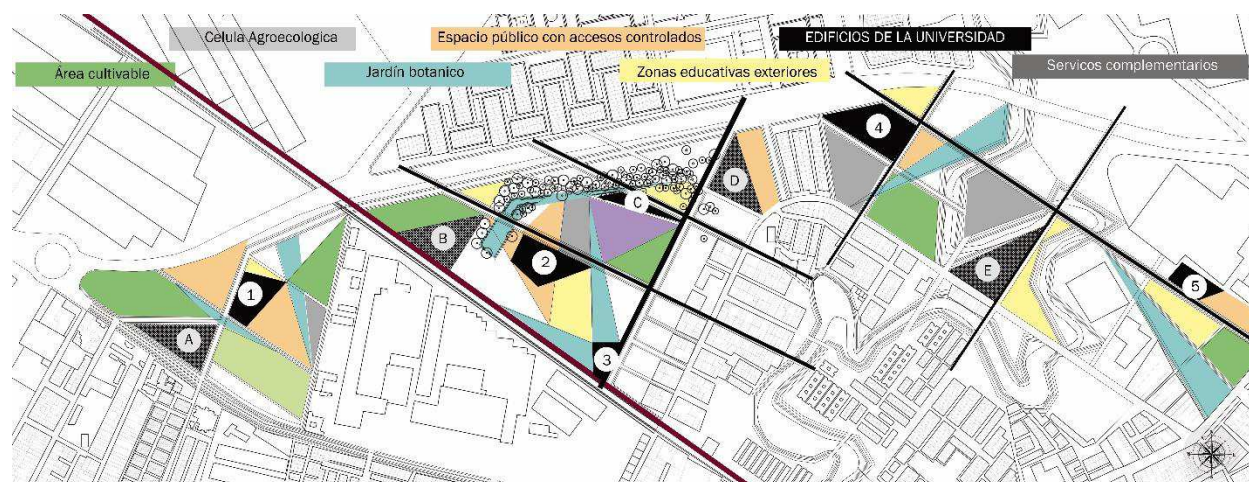 Celula Agroecologica
Espacio público con accesos controlados
EDIFICIOS DE LA UNIVERSIDAD
Área cultivable
Jardín botanico
Zonas educativas exteriores
Servicos complementarios
4
D
C
B
2
E
1
5
A
3